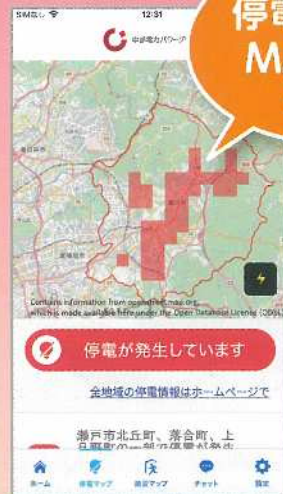 SIMなし
12:31
停電
M
中部電力パワーグ
Contains information from openstreetmap.org,
which is made available here under the Open Database License (ODbL)
停電が発生しています
全地域の停電情報はホームページで
瀬戸市北丘町、落合町、上
ホーム
停電マップ
チャット
設定